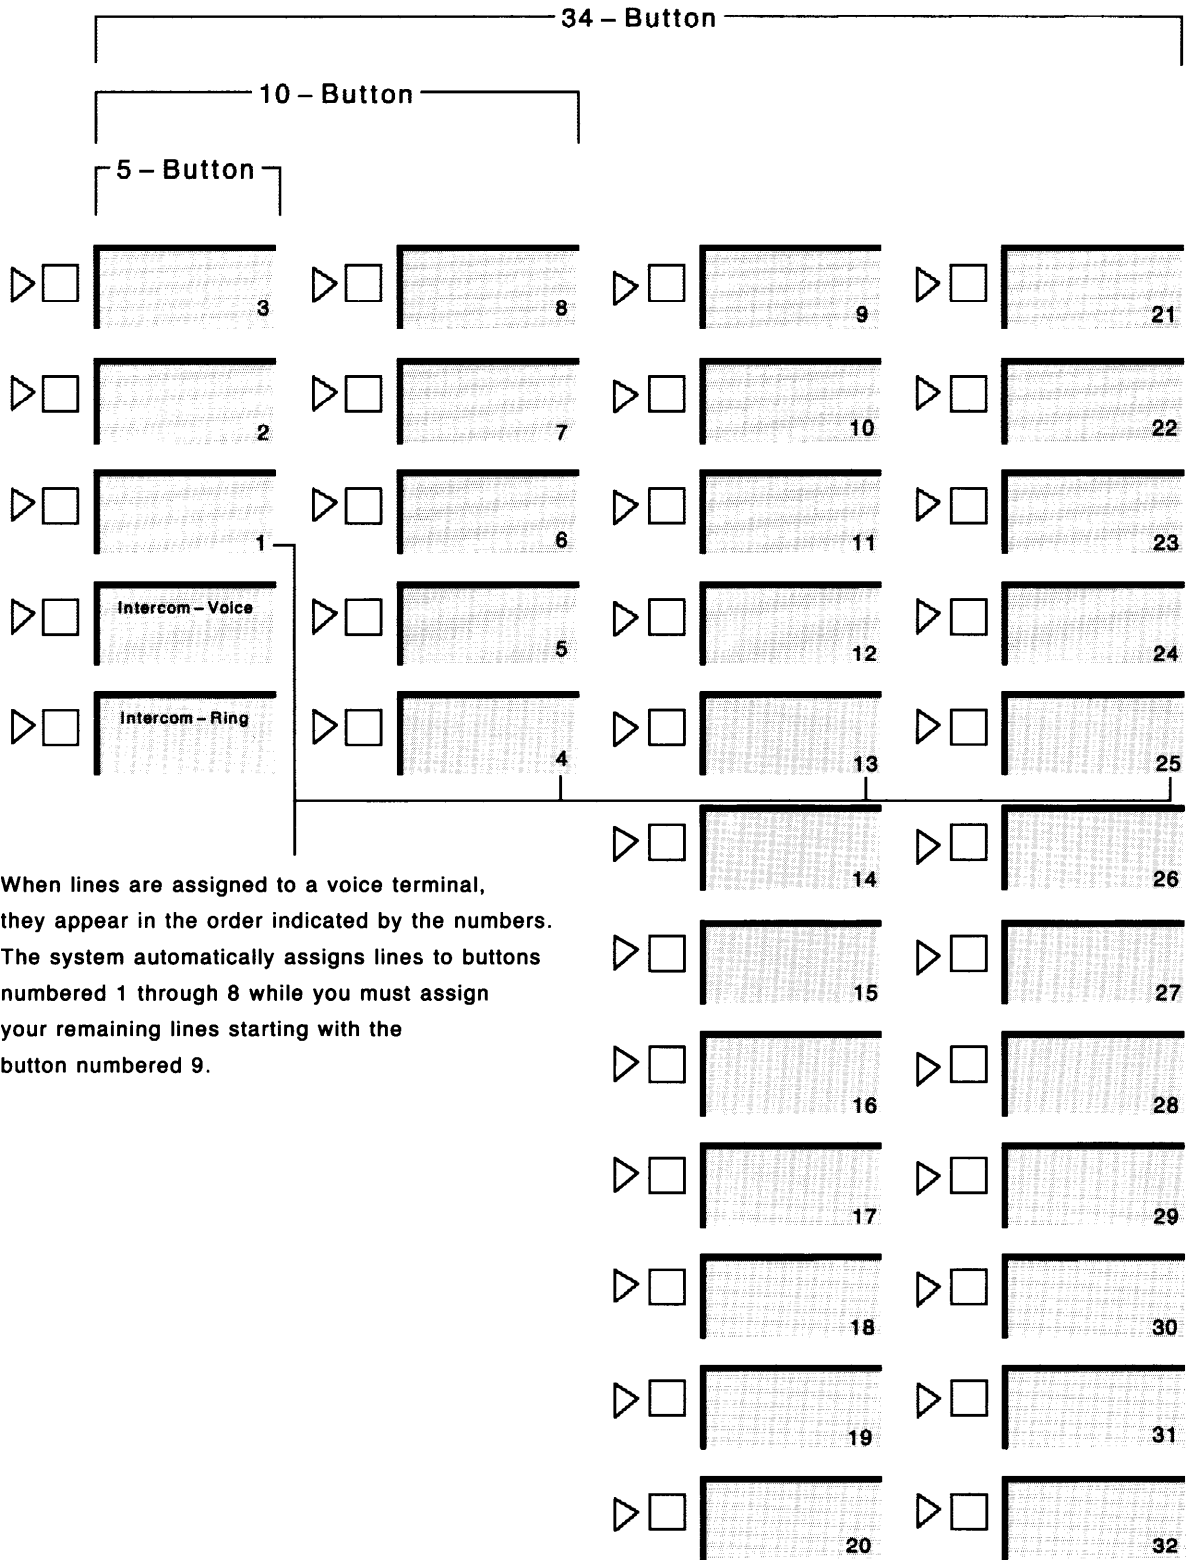 34 – Button
10 – Button
5 – Button
3 8 9 21
2 7 10 22
1 6 11 23
Intercom – Voice 5 12 24
Intercom – Ring 4 13 25
14 26
When lines are assigned to a voice terminal,
they appear in the order indicated by the numbers.
The system automatically assigns lines to buttons
numbered 1 through 8 while you must assign
your remaining lines starting with the
button numbered 9.
15 27
16 28
17 29
18 30
19 31
20 32